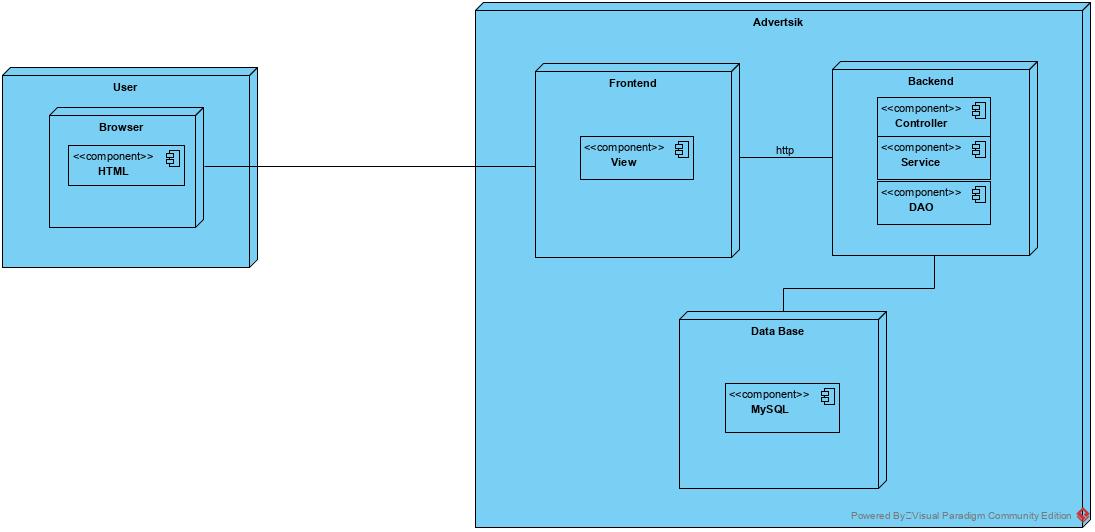 Advertsik
User
Browser
<<component>>
HTML
Frontend
<<component>>
View
http
Backend
<<component>>
Controller
<<component>>
Service
<<component>>
DAO
Data Base
<<component>>
MySQL
Powered By Visual Paradigm Community Edition